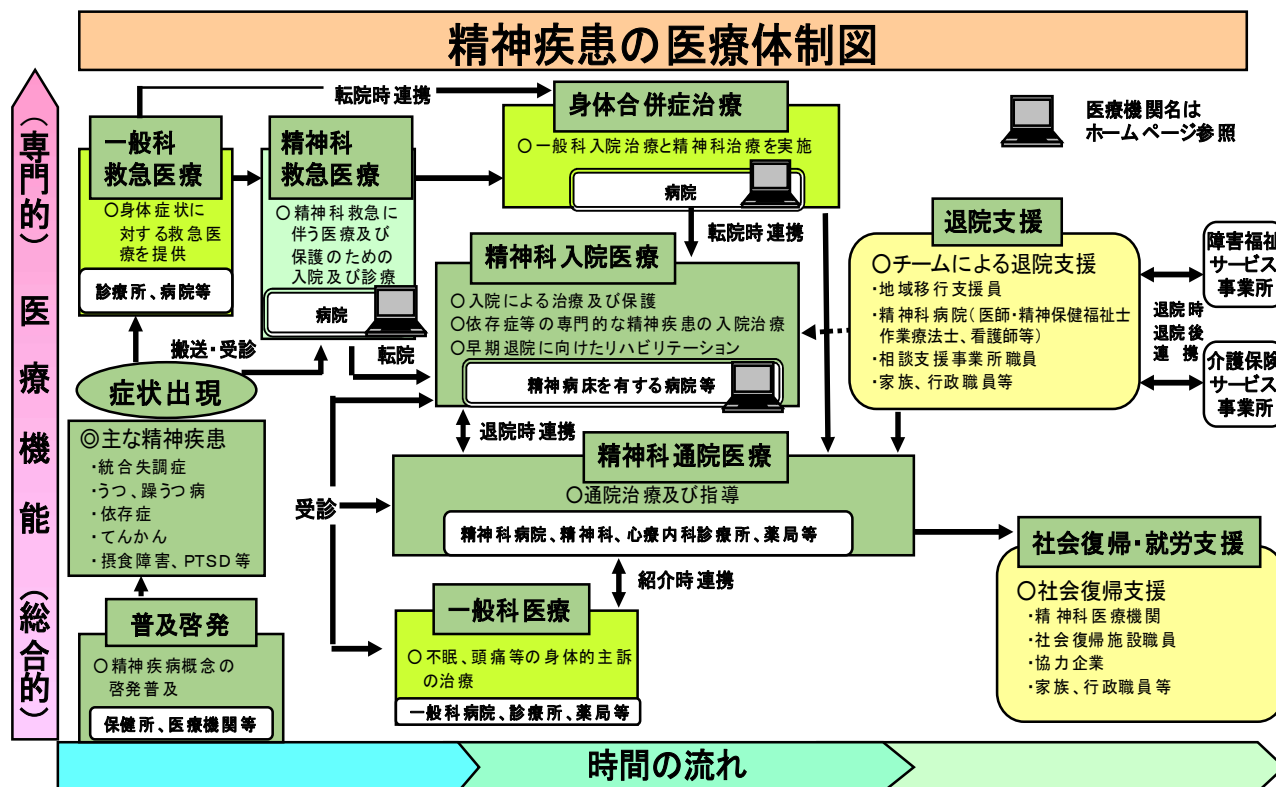 精神疾患の医療体制図
(専門的) 医療機能 (総合的)
転院時連携
医療機関名は
ホームページ参照
一般科
救急医療
○身体症状に
対する救急医
療を提供
診療所、病院等
精神科
救急医療
○精神科救急に
伴う医療及び
保護のための
入院及び診療
病院
身体合併症治療
○一般科入院治療と精神科治療を実施
病院
転院時連携
精神科入院医療
○入院による治療及び保護
○依存症等の専門的な精神疾患の入院治療
○早期退院に向けたリハビリテーション
精神病床を有する病院等
退院支援
○チームによる退院支援
・地域移行支援員
・精神科病院(医師・精神保健福祉士
作業療法士、看護師等)
・相談支援事業所職員
・家族、行政職員等
障害福祉
サービス
事業所
退院時
退院後
連携
介護保険
サービス
事業所
搬送・受診
転院
症状出現
◎主な精神疾患
・統合失調症
・うつ、躁うつ病
・依存症
・てんかん
・摂食障害、PTSD等
退院時連携
受診
精神科通院医療
○通院治療及び指導
精神科病院、精神科、心療内科診療所、薬局等
紹介時連携
普及啓発
○精神疾病概念の
啓発普及
保健所、医療機関等
一般科医療
○不眠、頭痛等の身体的主訴
の治療
一般科病院、診療所、薬局等
社会復帰・就労支援
○社会復帰支援
・精神科医療機関
・社会復帰施設職員
・協力企業
・家族、行政職員等
時間の流れ